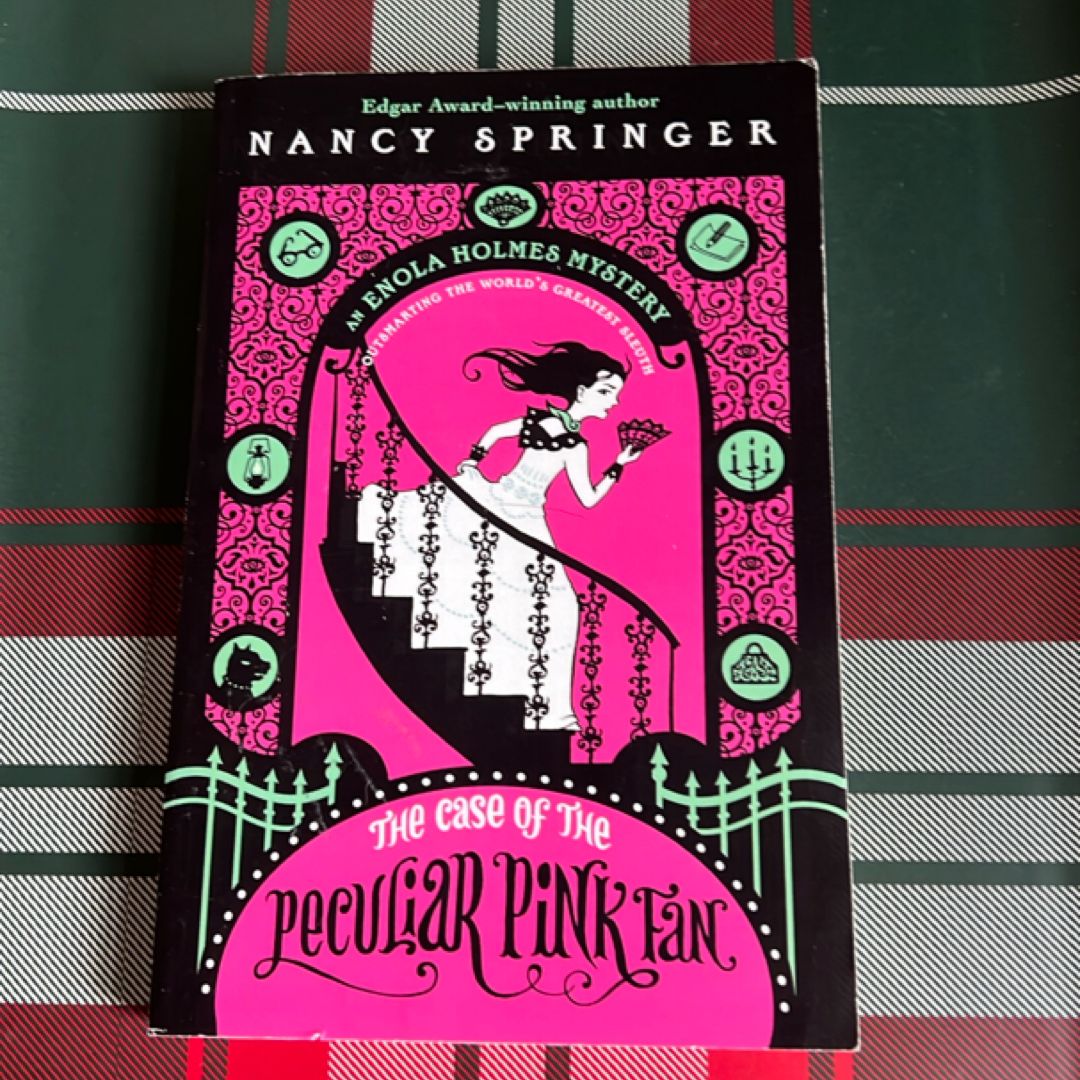 Edgar Award–winning author
NANCY SPRINGER
AN ENOLA HOLMES MYSTERY
OUTSMARTING THE WORLD'S GREATEST SLEUTH
THE CASE OF THE
PECULIAR PINK FAN